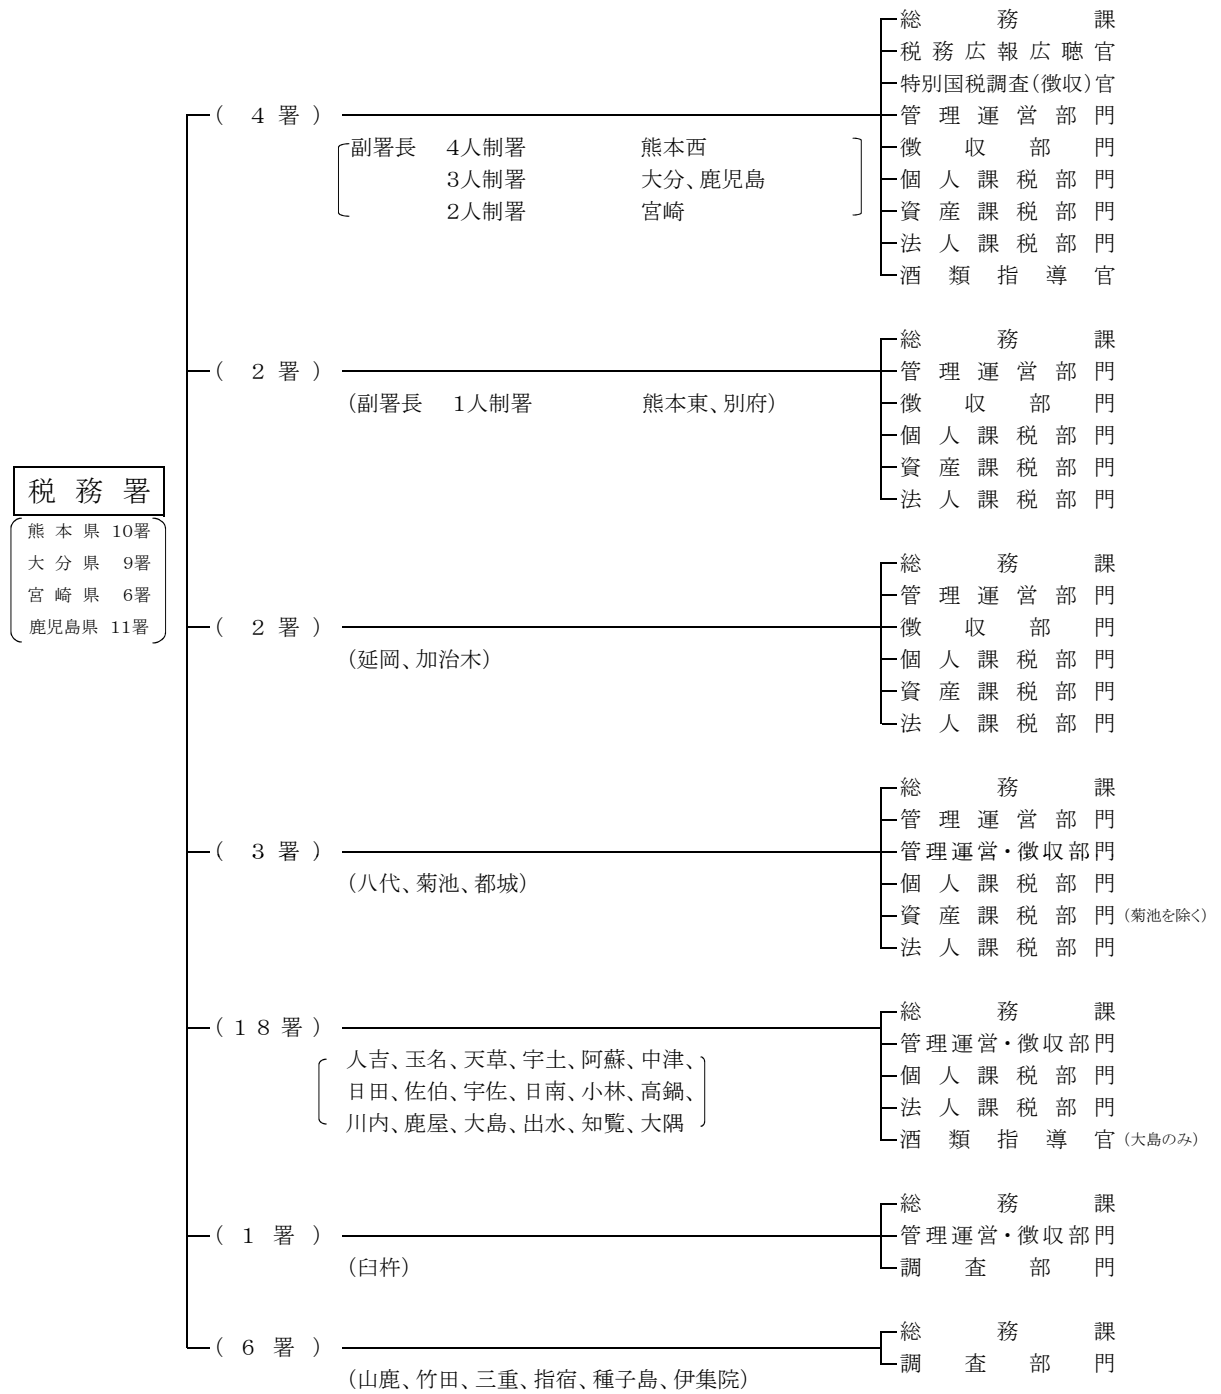 税務署
熊本県 10署
大分県 9署
宮崎県 6署
鹿児島県 11署
( 4署 )
副署長 4人制署 熊本西
3人制署 大分、鹿児島
2人制署 宮崎
総務課
税務広報広聴官
特別国税調査(徴収)官
管理運営部門
徴収部門
個人課税部門
資産課税部門
法人課税部門
酒類指導官
( 2署 )
(副署長 1人制署 熊本東、別府)
総務課
管理運営部門
徴収部門
個人課税部門
資産課税部門
法人課税部門
( 2署 )
(延岡、加治木)
総務課
管理運営部門
徴収部門
個人課税部門
資産課税部門
法人課税部門
( 3署 )
(八代、菊池、都城)
総務課
管理運営部門
管理運営・徴収部門
個人課税部門
資産課税部門(菊池を除く)
法人課税部門
(18署)
人吉、玉名、天草、宇土、阿蘇、中津、
日田、佐伯、宇佐、日南、小林、高鍋、
川内、鹿屋、大島、出水、知覧、大隅
総務課
管理運営・徴収部門
個人課税部門
法人課税部門
酒類指導官(大島のみ)
( 1署 )
(臼杵)
総務課
管理運営・徴収部門
調査部門
( 6署 )
(山鹿、竹田、三重、指宿、種子島、伊集院)
総務課
調査部門